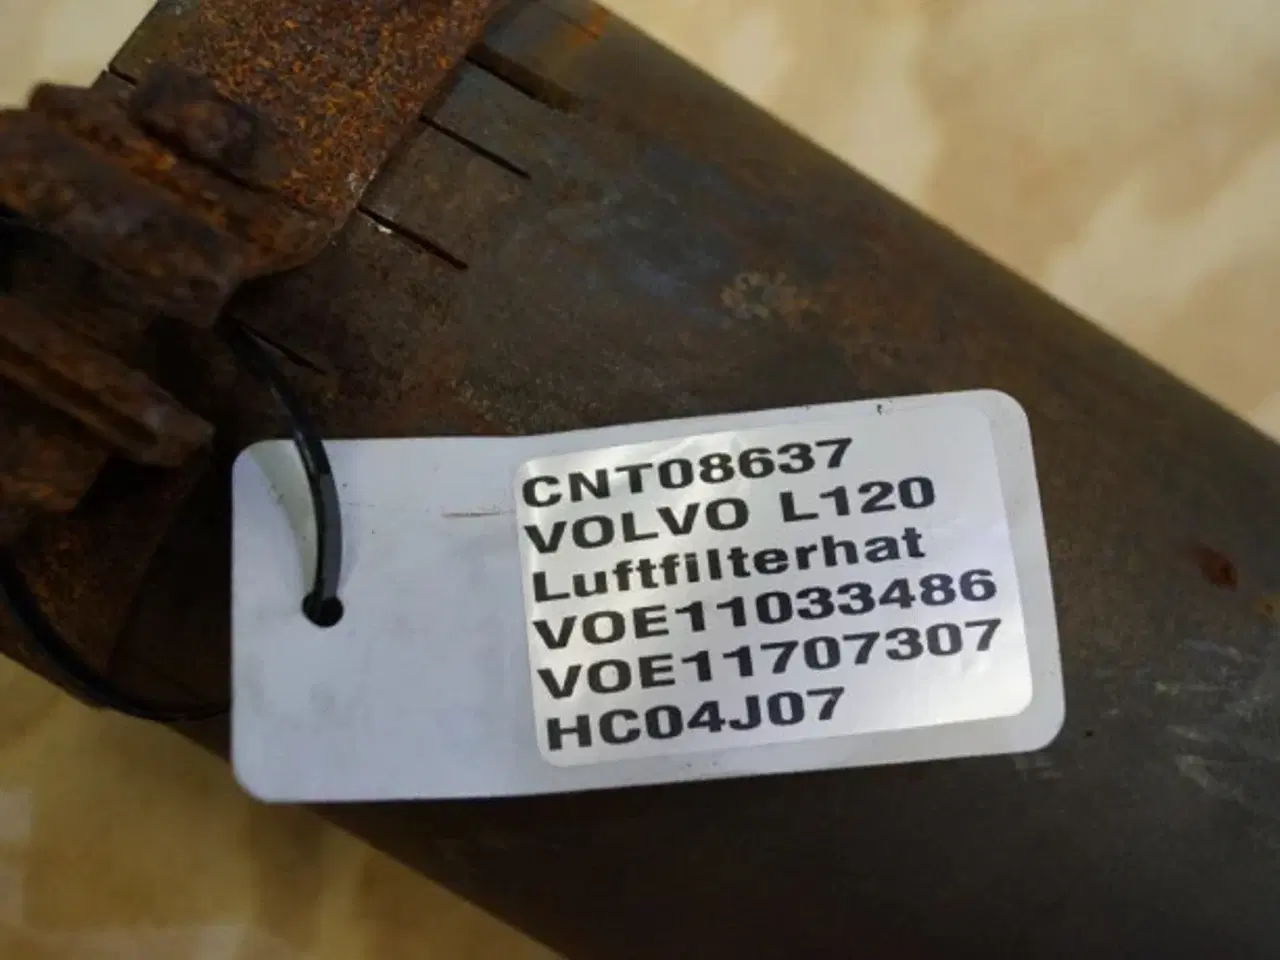 CNT08637
VOLVO L120
Luftfilterhat
VOE11033486
VOE11707307
HC04J07